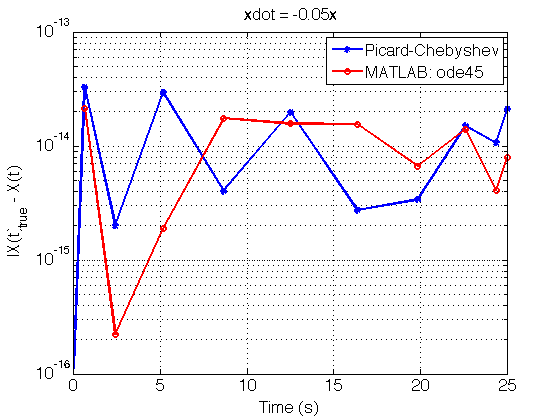 xdot = -0.05x
10^-13
10^-14
10^-15
10^-16
|X(t)_true - X(t)
Picard-Chebyshev
MATLAB: ode45
0 5 10 15 20 25
Time (s)